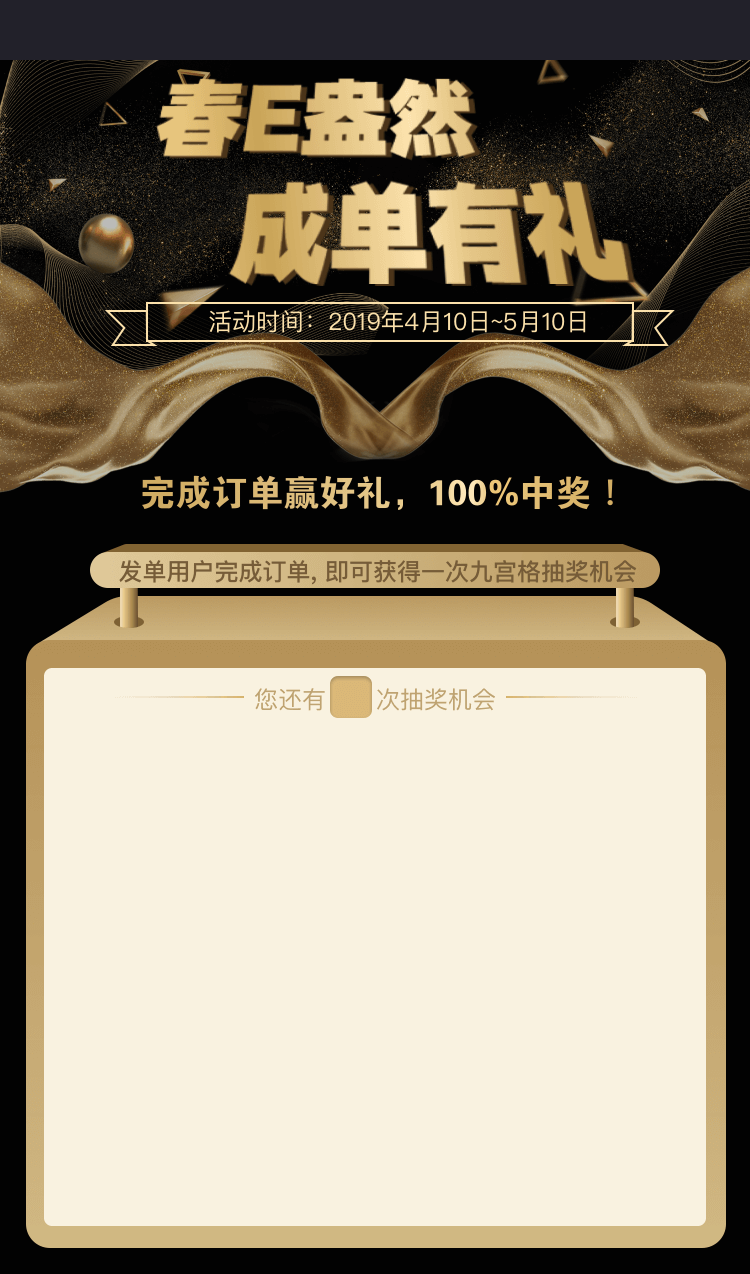 春E盎然
成单有礼
活动时间：2019年4月10日~5月10日
完成订单赢好礼，100%中奖！
发单用户完成订单, 即可获得一次九宫格抽奖机会
您还有 次抽奖机会